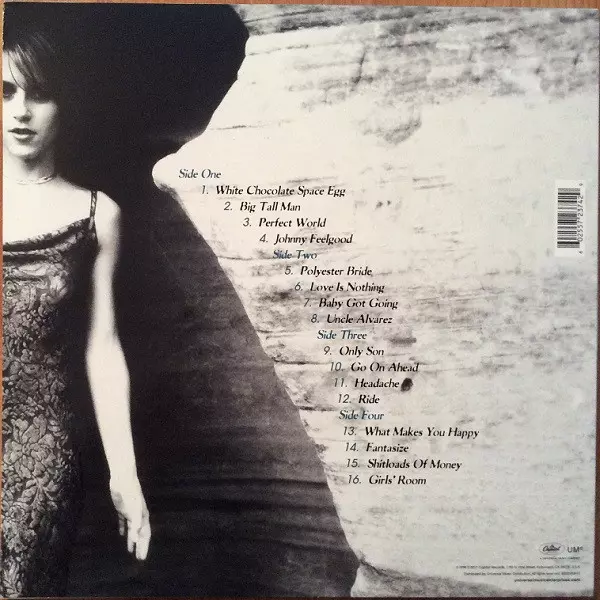 Side One
1. White Chocolate Space Egg
2. Big Tall Man
3. Perfect World
4. Johnny Feelgood
Side Two
5. Polyester Bride
6. Love Is Nothing
7. Baby Got Going
8. Uncle Alvarez
Side Three
9. Only Son
10. Go On Ahead
11. Headache
12. Ride
Side Four
13. What Makes You Happy
14. Fantasize
15. Shitloads Of Money
16. Girls' Room
Capitol UMe